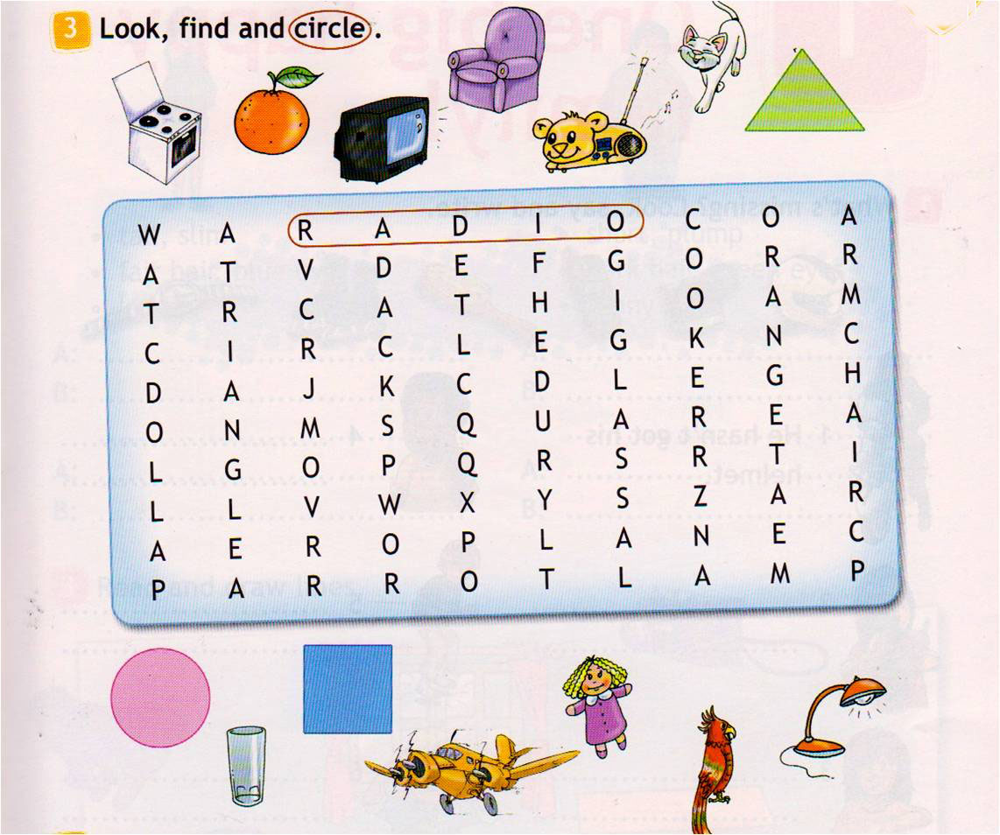 3 Look, find and circle.
W A R A D I O C O A
A T V D E F G O R R
T R C A T H I O A M
C I R C L E G K N C
D A J K C D L E G H
O N M S Q U A R E A
L G O P Q R S R T I
L L V W X Y S Z A R
A E R O P L A N E C
P A R R O T L A M P